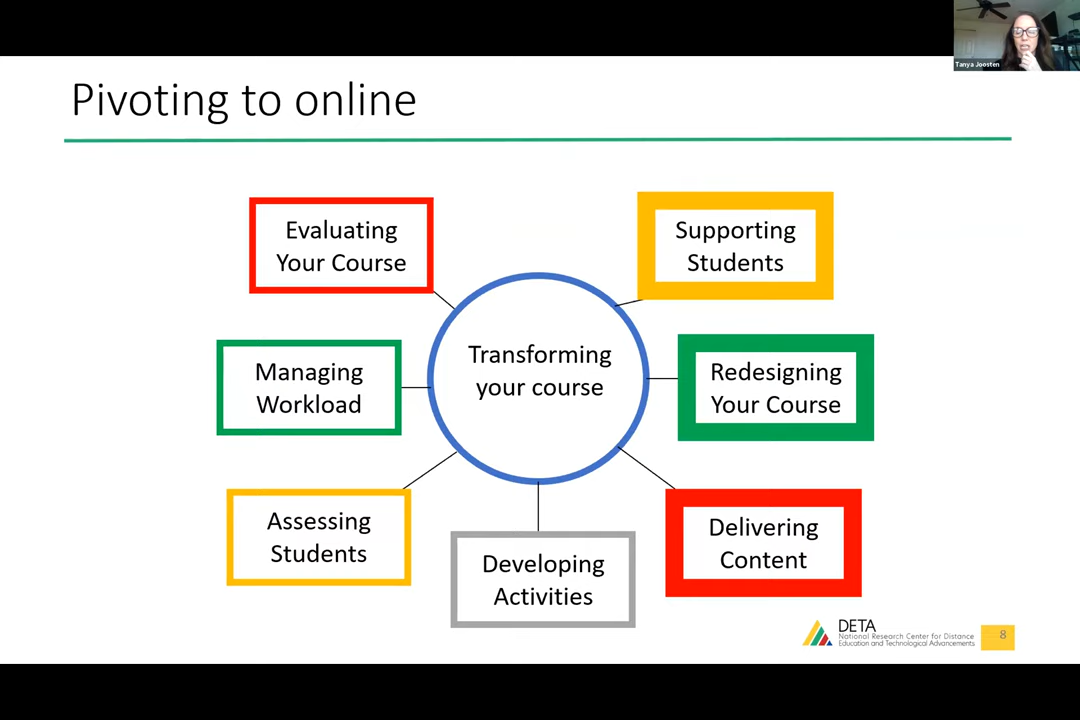 Tanya Joosten
Pivoting to online
Evaluating
Your Course
Supporting
Students
Transforming
your course
Managing
Workload
Redesigning
Your Course
Assessing
Students
Developing
Activities
Delivering
Content
DETA
National Research Center for Distance
Education and Technological Advancements
8